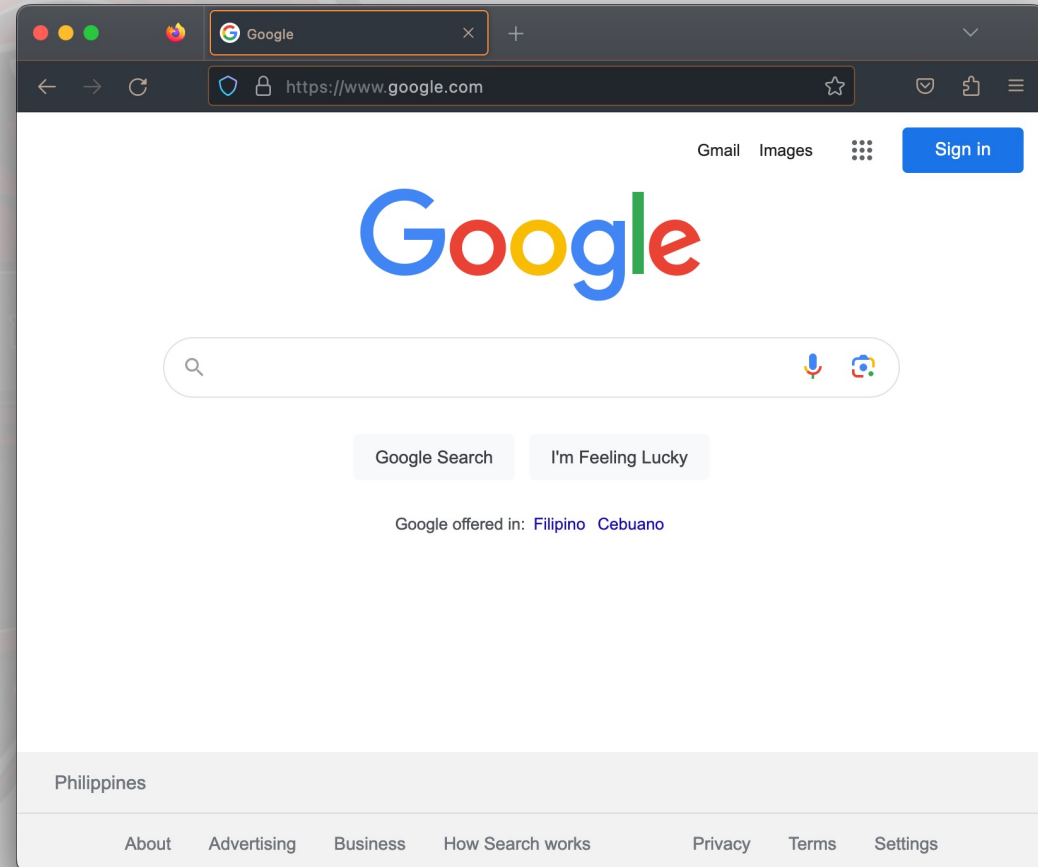 Google
https://www.google.com
Gmail Images Sign in
Google
Google Search I'm Feeling Lucky
Google offered in: Filipino Cebuano
Philippines
About Advertising Business How Search works Privacy Terms Settings